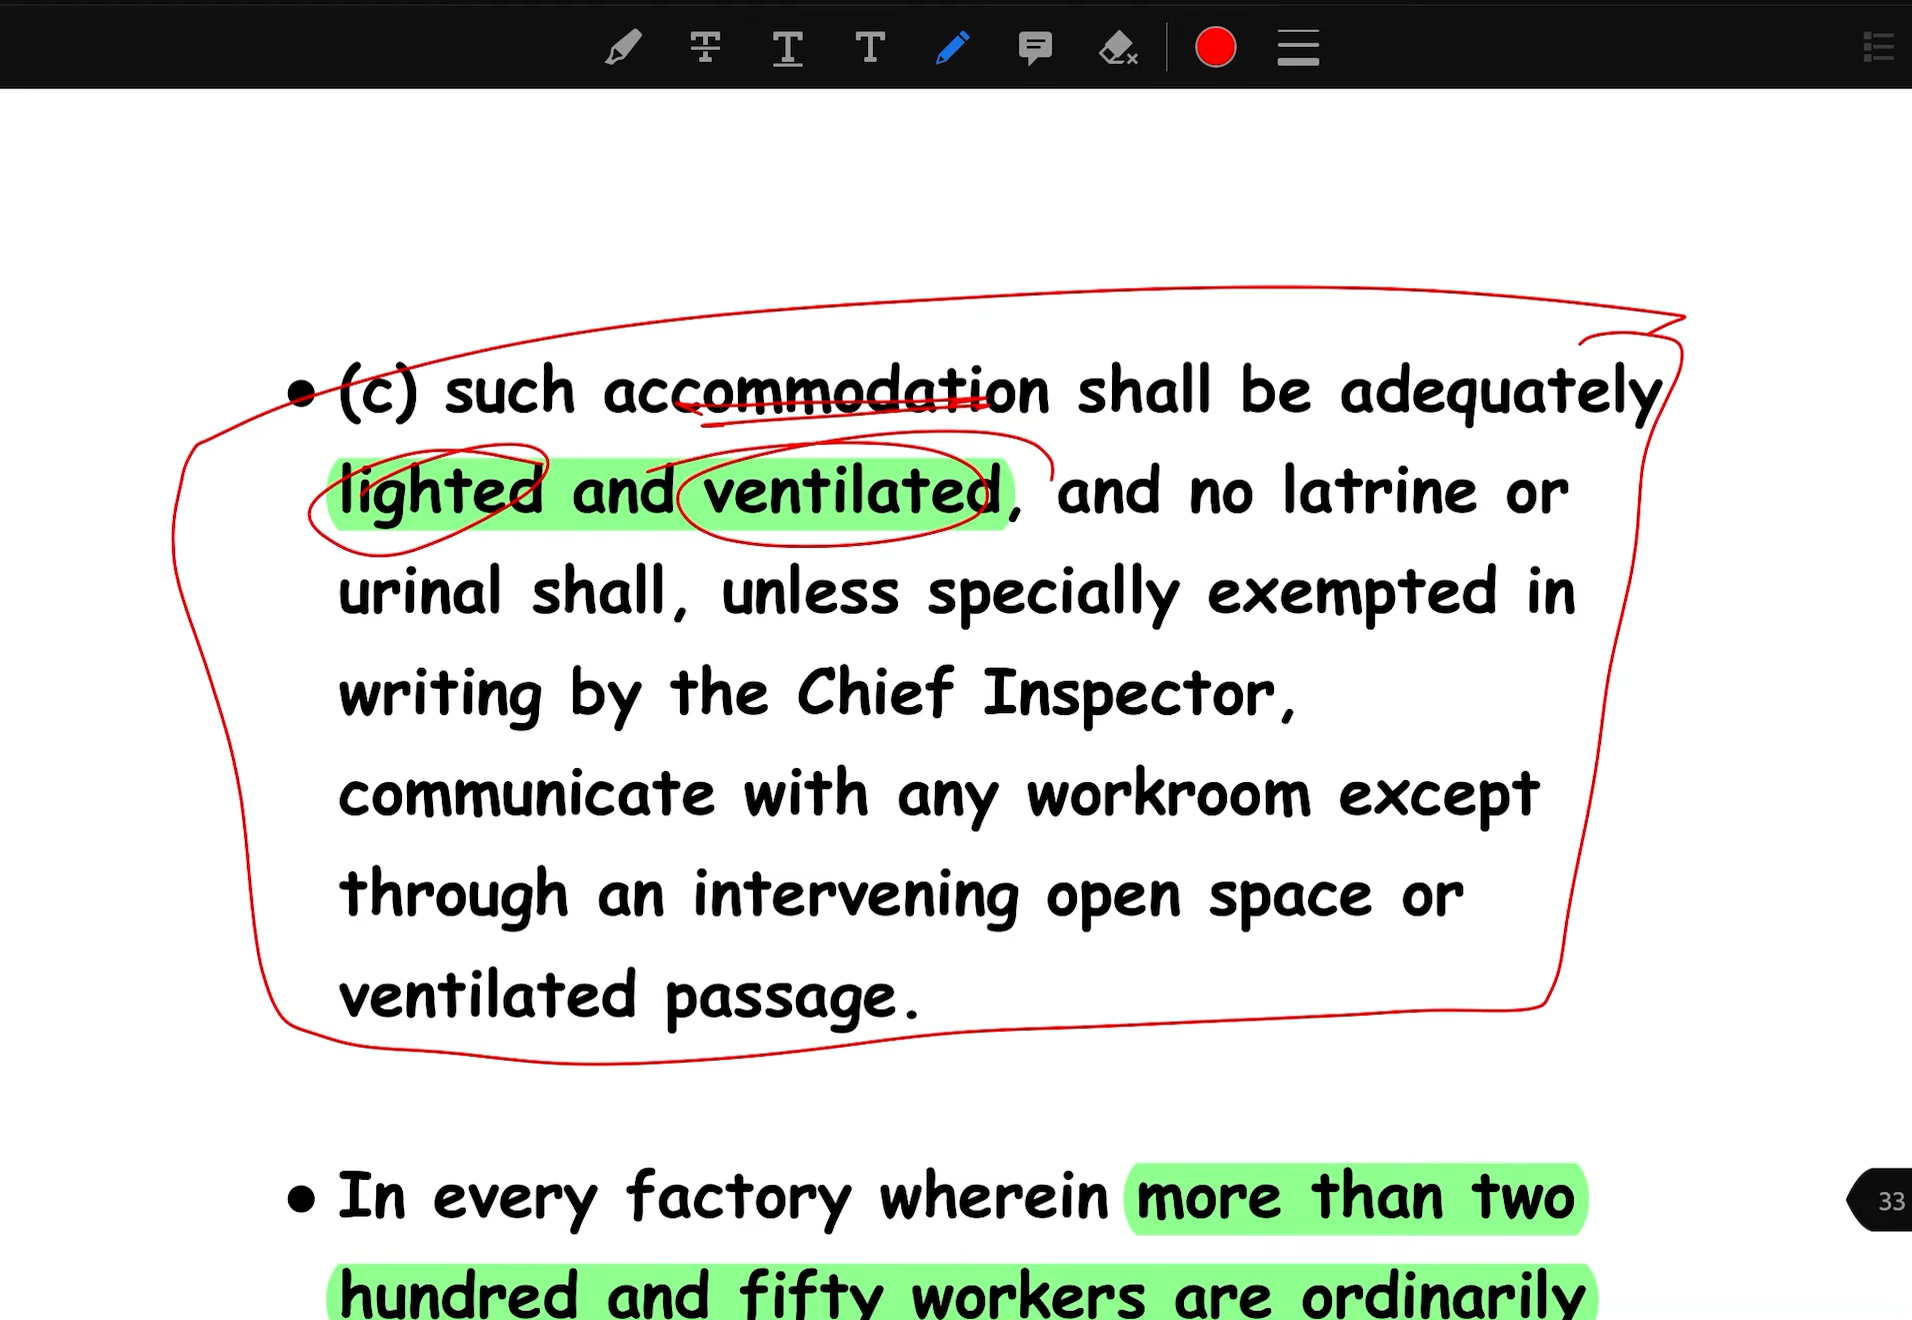 • (c) such accommodation shall be adequately
lighted and ventilated, and no latrine or
urinal shall, unless specially exempted in
writing by the Chief Inspector,
communicate with any workroom except
through an intervening open space or
ventilated passage.
• In every factory wherein more than two
hundred and fifty workers are ordinarily
33